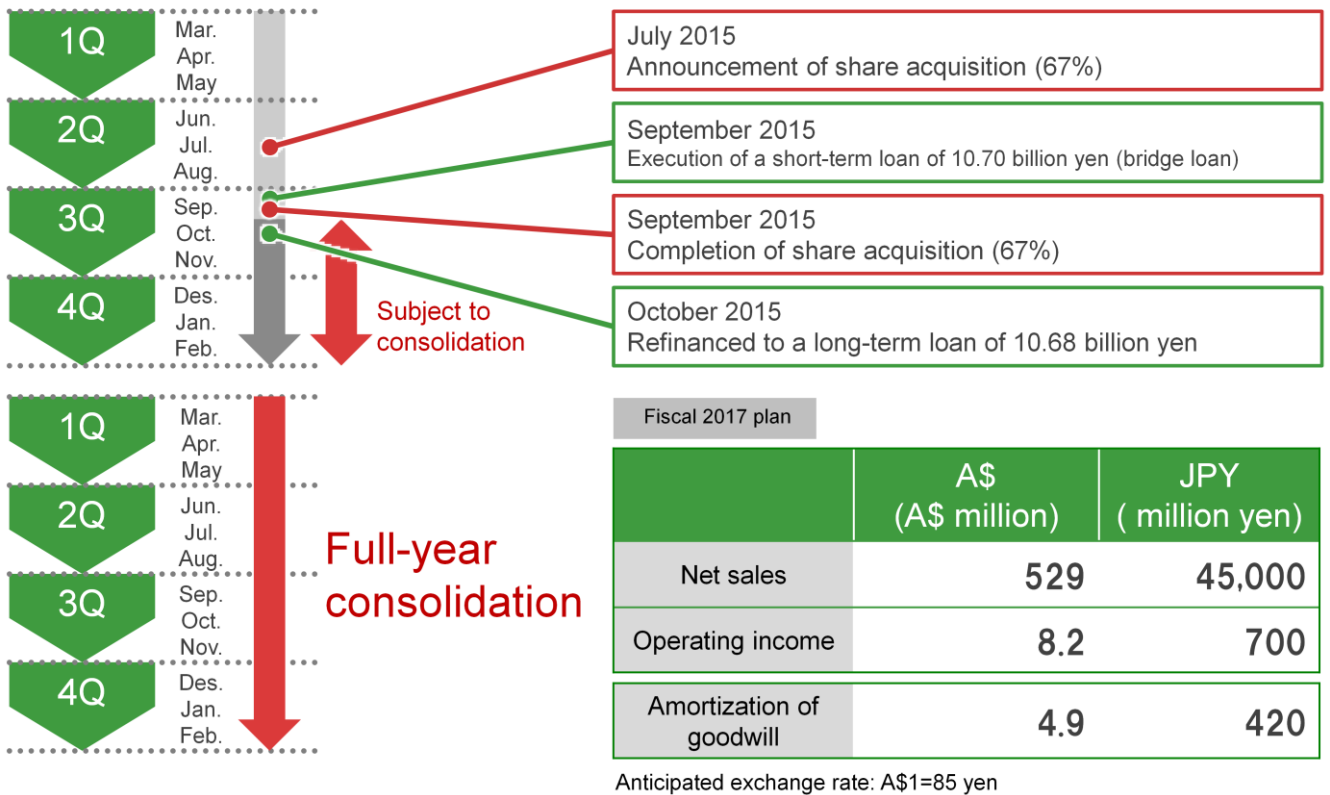 1Q
Mar.
Apr.
May
2Q
Jun.
Jul.
Aug.
3Q
Sep.
Oct.
Nov.
4Q
Des.
Jan.
Feb.
Subject to
consolidation
July 2015
Announcement of share acquisition (67%)
September 2015
Execution of a short-term loan of 10.70 billion yen (bridge loan)
September 2015
Completion of share acquisition (67%)
October 2015
Refinanced to a long-term loan of 10.68 billion yen
1Q
Mar.
Apr.
May
2Q
Jun.
Jul.
Aug.
3Q
Sep.
Oct.
Nov.
4Q
Des.
Jan.
Feb.
Full-year
consolidation
Fiscal 2017 plan
A$ JPY
(A$ million) ( million yen)
Net sales 529 45,000
Operating income 8.2 700
Amortization of
goodwill 4.9 420
Anticipated exchange rate: A$1=85 yen